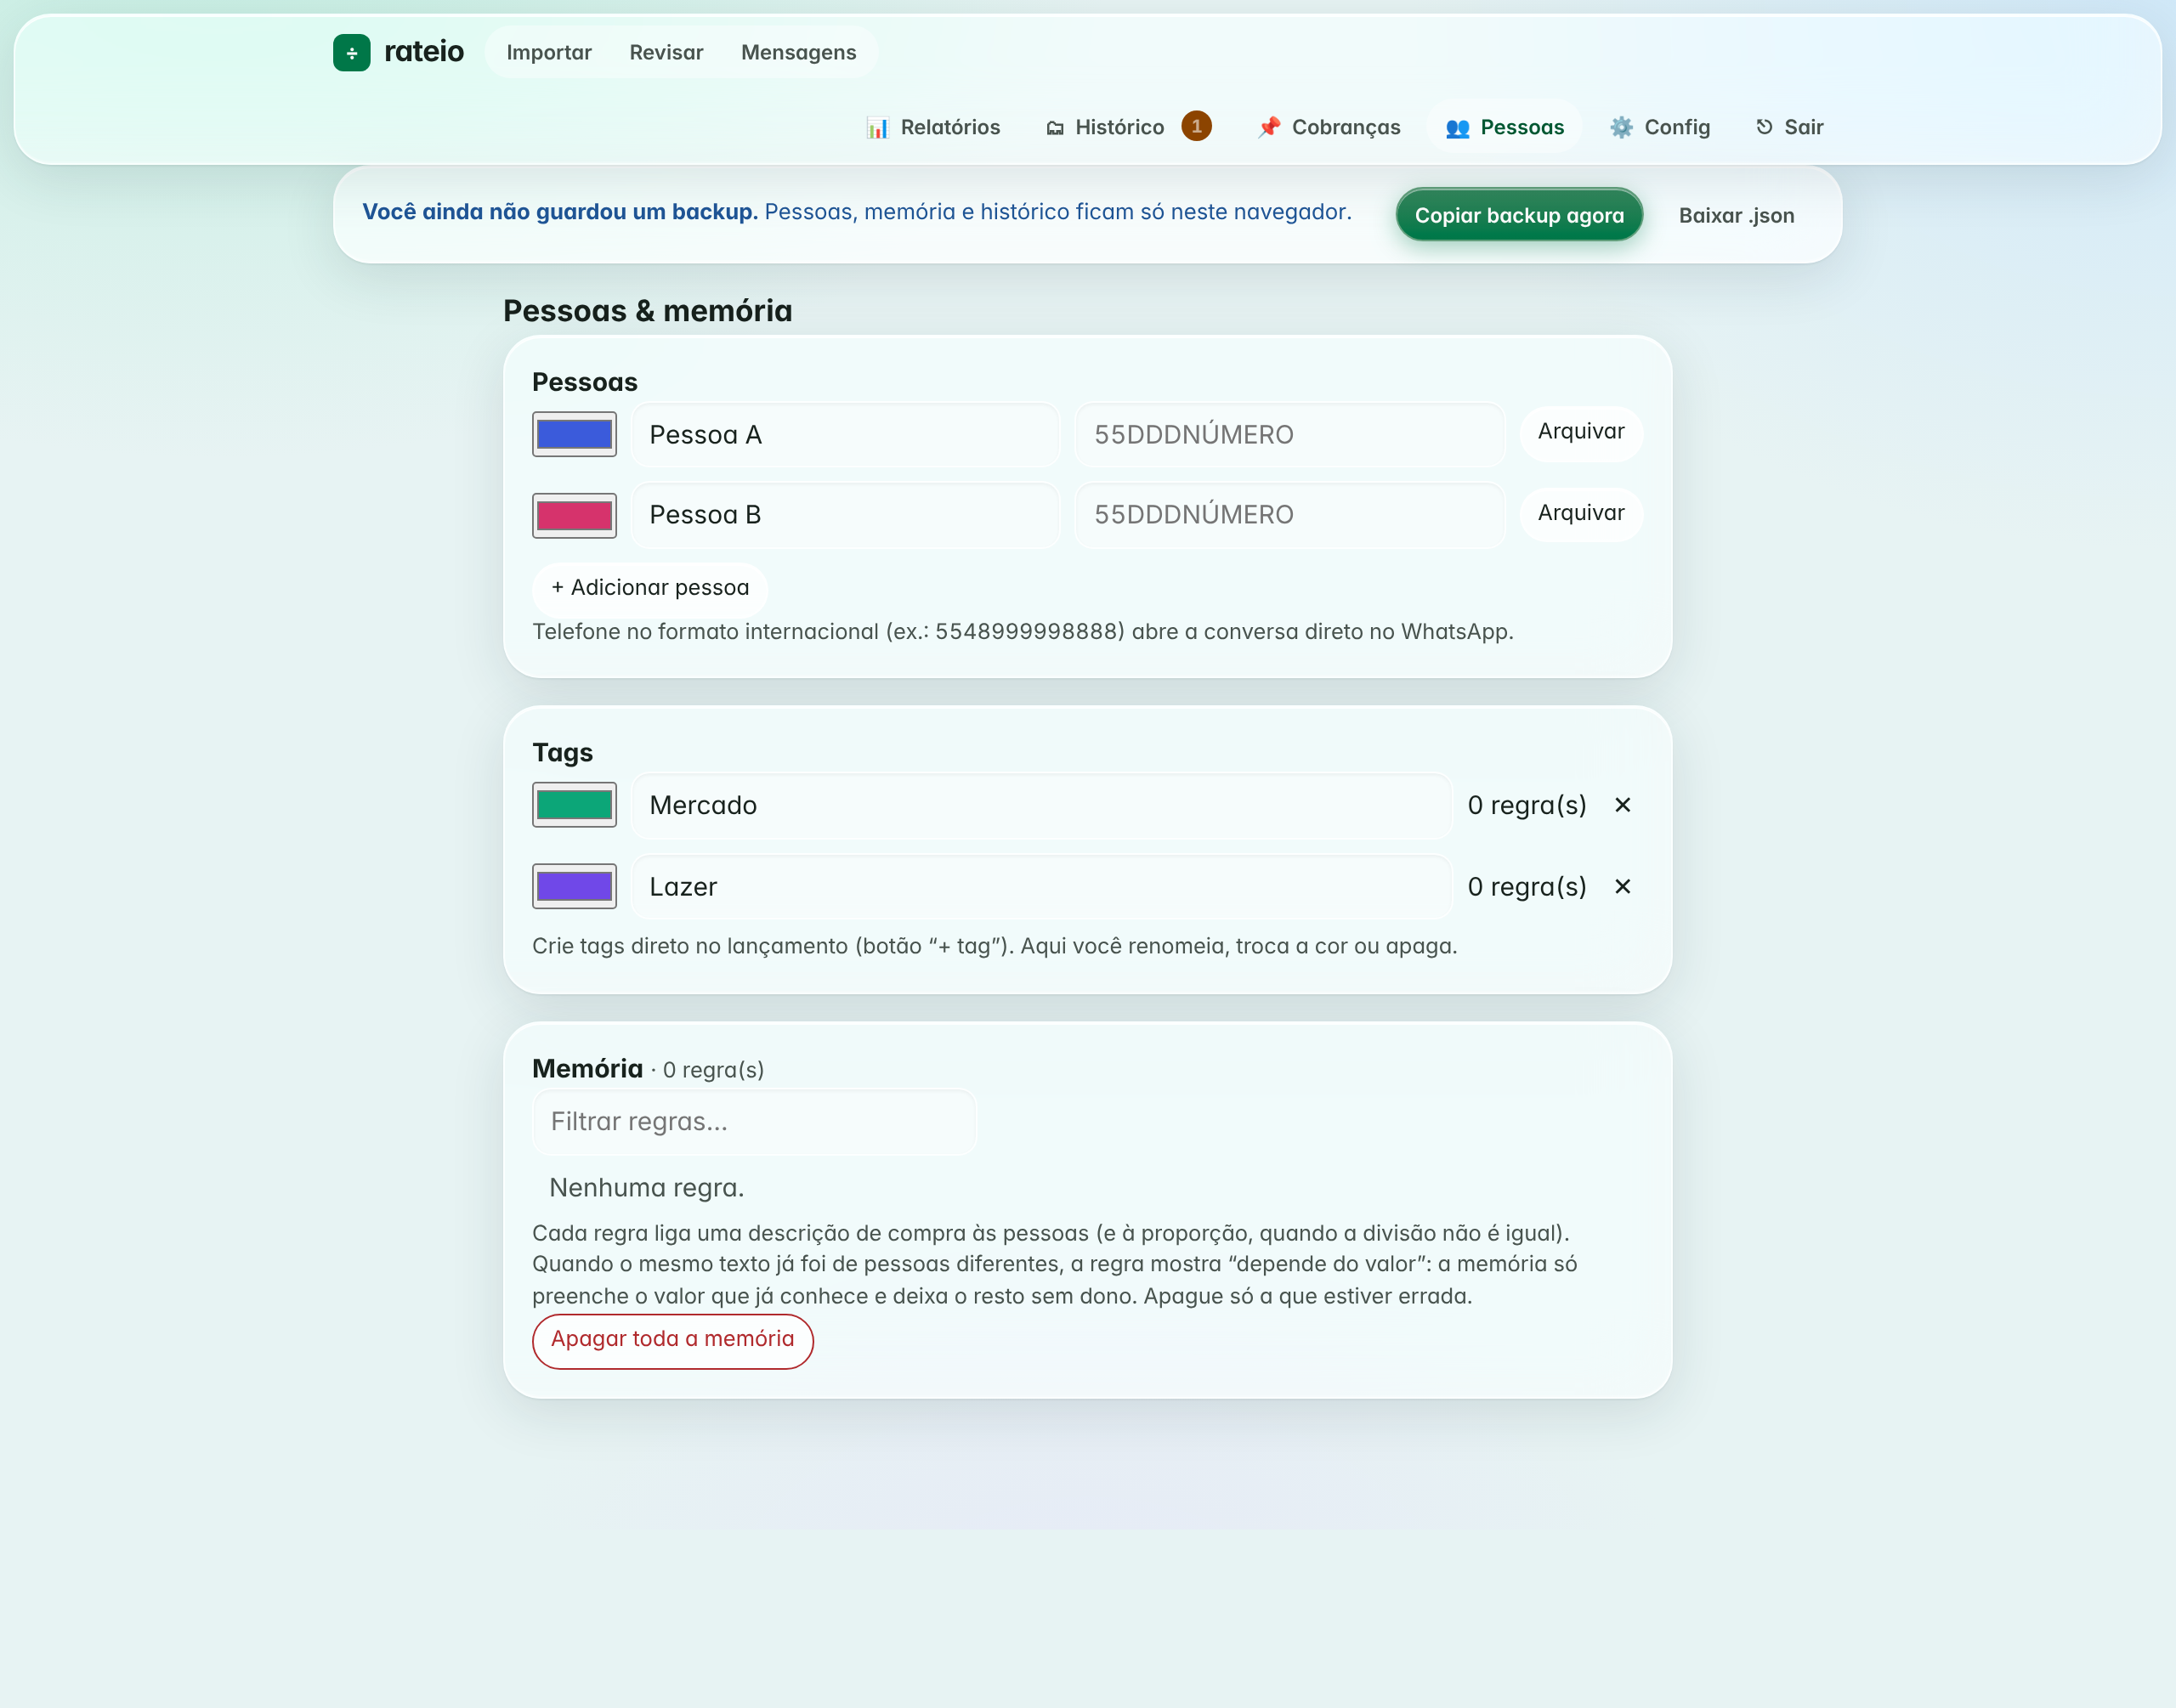 ÷ rateio Importar Revisar Mensagens
📊 Relatórios 🗂 Histórico 1 📌 Cobranças 👥 Pessoas ⚙️ Config ⎋ Sair
Você ainda não guardou um backup. Pessoas, memória e histórico ficam só neste navegador. Copiar backup agora Baixar .json
Pessoas & memória
Pessoas
Pessoa A 55DDDNÚMERO Arquivar
Pessoa B 55DDDNÚMERO Arquivar
+ Adicionar pessoa
Telefone no formato internacional (ex.: 5548999998888) abre a conversa direto no WhatsApp.
Tags
Mercado 0 regra(s) ✕
Lazer 0 regra(s) ✕
Crie tags direto no lançamento (botão “+ tag”). Aqui você renomeia, troca a cor ou apaga.
Memória · 0 regra(s)
Filtrar regras...
Nenhuma regra.
Cada regra liga uma descrição de compra às pessoas (e à proporção, quando a divisão não é igual).
Quando o mesmo texto já foi de pessoas diferentes, a regra mostra “depende do valor”: a memória só
preenche o valor que já conhece e deixa o resto sem dono. Apague só a que estiver errada.
Apagar toda a memória